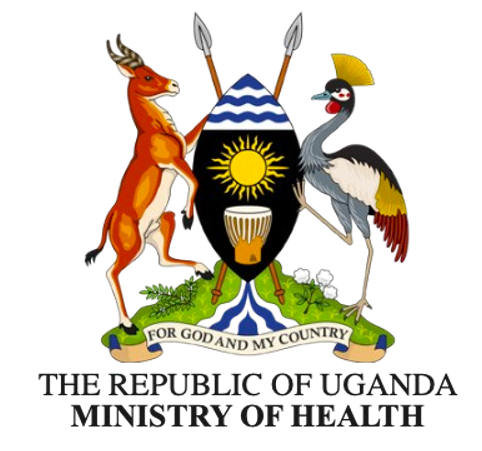 FOR GOD AND MY COUNTRY
THE REPUBLIC OF UGANDA
MINISTRY OF HEALTH